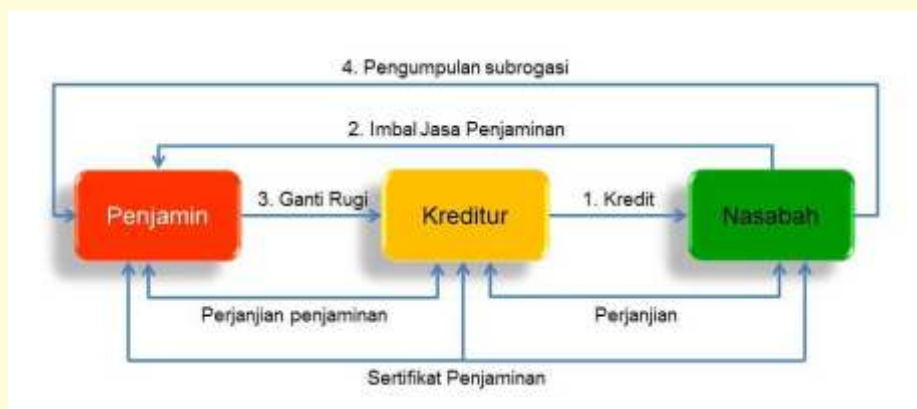 4. Pengumpulan subrogasi
2. Imbal Jasa Penjaminan
Penjamin
3. Ganti Rugi
Kreditur
1. Kredit
Nasabah
Perjanjian penjaminan
Perjanjian
Sertifikat Penjaminan